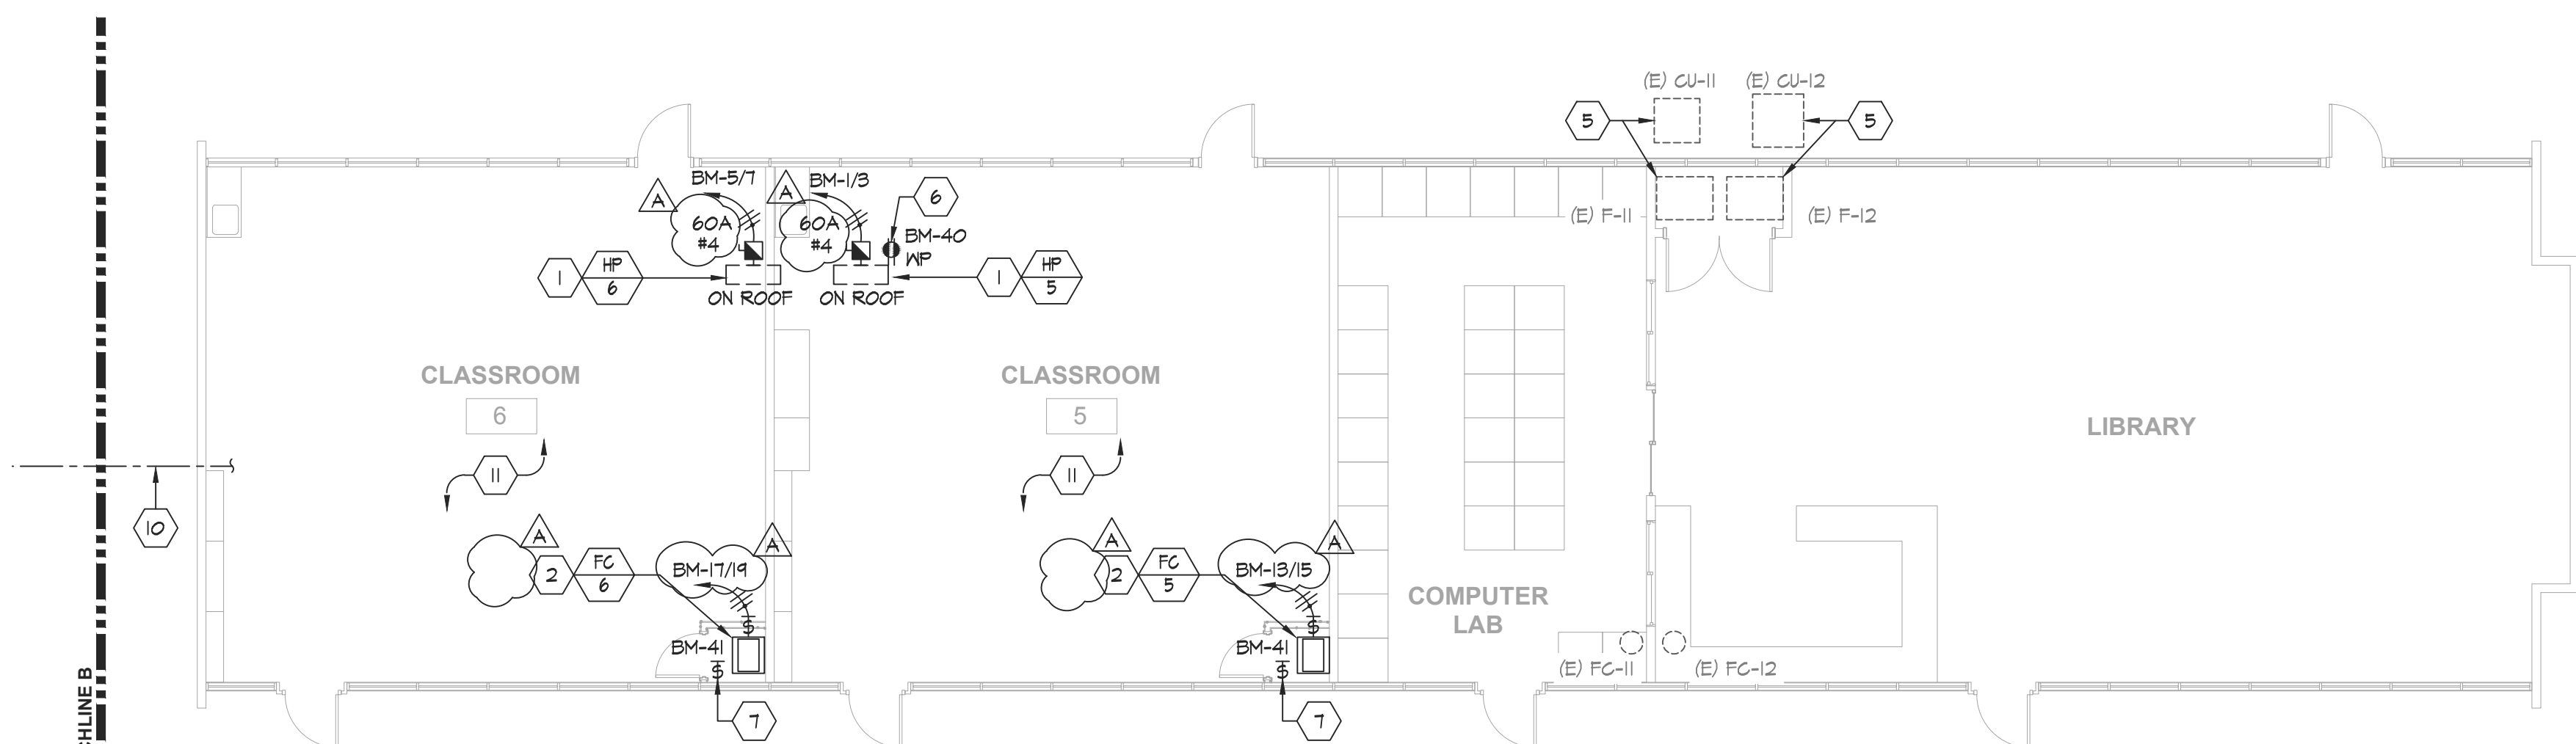 (E) CU-11
(E) CU-12
5
5
BM-5/7
A
BM-1/3
A
6
60A
#4
60A
#4
BM-40
WP
(E) F-11
(E) F-12
1
HP
6
1
HP
5
ON ROOF
ON ROOF
CLASSROOM
6
CLASSROOM
5
LIBRARY
11
11
10
A
A
A
A
2
FC
6
BM-17/19
2
FC
5
BM-13/15
COMPUTER
LAB
S
S
BM-41
S
BM-41
S
(E) FC-11
(E) FC-12
7
7
CHLINE B